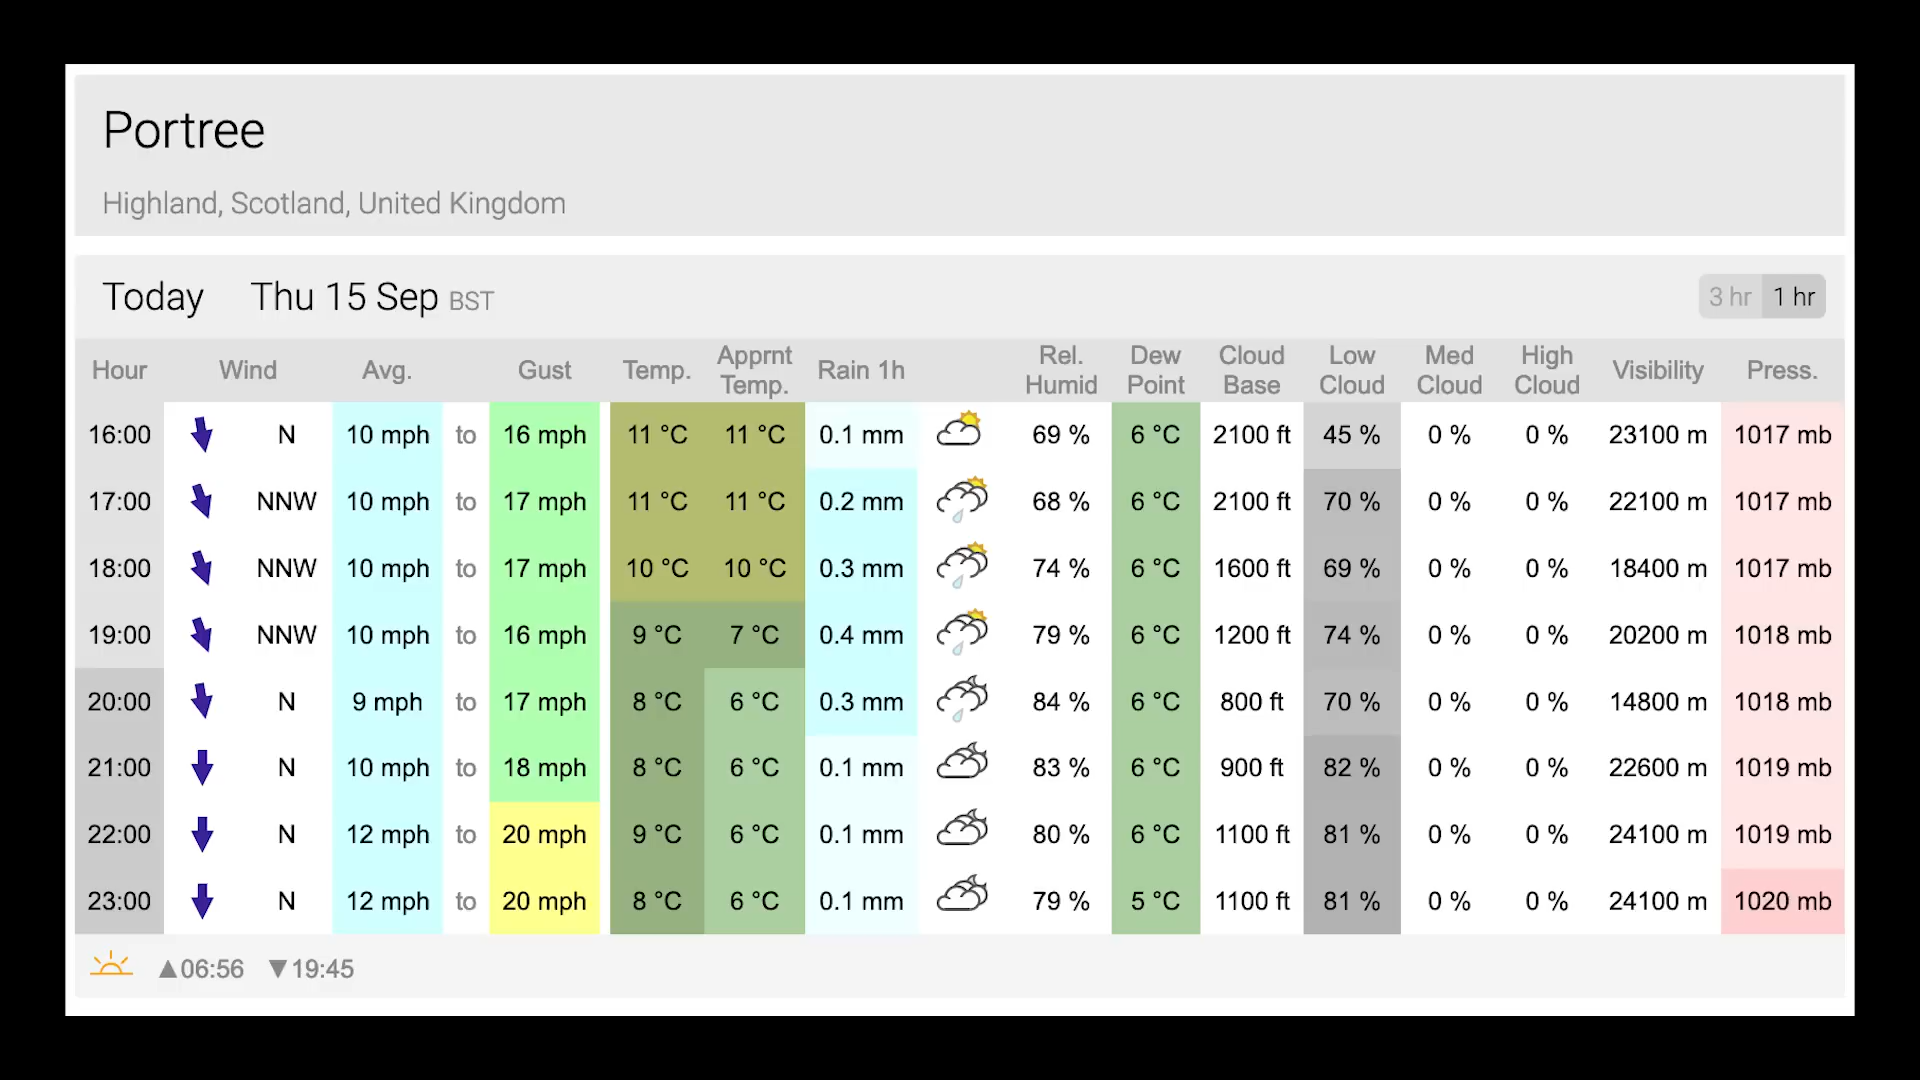 Portree
Highland, Scotland, United Kingdom
Today Thu 15 Sep BST 3 hr 1 hr
Hour Wind Avg. Gust Temp. Apprnt Temp. Rain 1h Rel. Humid Dew Point Cloud Base Low Cloud Med Cloud High Cloud Visibility Press.
16:00 N 10 mph to 16 mph 11 °C 11 °C 0.1 mm 69 % 6 °C 2100 ft 45 % 0 % 0 % 23100 m 1017 mb
17:00 NNW 10 mph to 17 mph 11 °C 11 °C 0.2 mm 68 % 6 °C 2100 ft 70 % 0 % 0 % 22100 m 1017 mb
18:00 NNW 10 mph to 17 mph 10 °C 10 °C 0.3 mm 74 % 6 °C 1600 ft 69 % 0 % 0 % 18400 m 1017 mb
19:00 NNW 10 mph to 16 mph 9 °C 7 °C 0.4 mm 79 % 6 °C 1200 ft 74 % 0 % 0 % 20200 m 1018 mb
20:00 N 9 mph to 17 mph 8 °C 6 °C 0.3 mm 84 % 6 °C 800 ft 70 % 0 % 0 % 14800 m 1018 mb
21:00 N 10 mph to 18 mph 8 °C 6 °C 0.1 mm 83 % 6 °C 900 ft 82 % 0 % 0 % 22600 m 1019 mb
22:00 N 12 mph to 20 mph 9 °C 6 °C 0.1 mm 80 % 6 °C 1100 ft 81 % 0 % 0 % 24100 m 1019 mb
23:00 N 12 mph to 20 mph 8 °C 6 °C 0.1 mm 79 % 5 °C 1100 ft 81 % 0 % 0 % 24100 m 1020 mb
▲06:56 ▼19:45